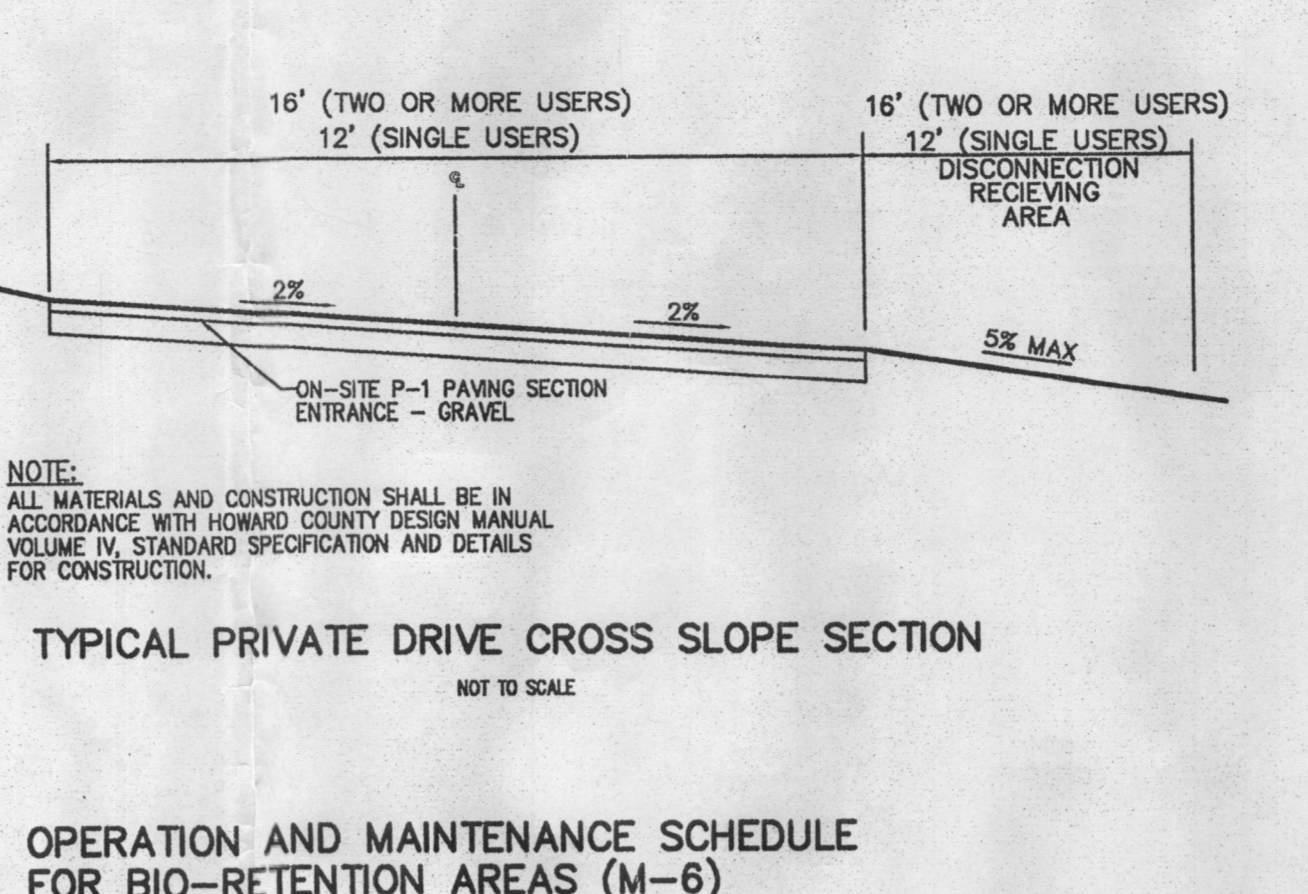 16' (TWO OR MORE USERS)
12' (SINGLE USERS)
16' (TWO OR MORE USERS)
12' (SINGLE USERS)
DISCONNECTION
RECIEVING
AREA
℄
2%
2%
5% MAX
ON-SITE P-1 PAVING SECTION
ENTRANCE - GRAVEL
NOTE:
ALL MATERIALS AND CONSTRUCTION SHALL BE IN
ACCORDANCE WITH HOWARD COUNTY DESIGN MANUAL
VOLUME IV, STANDARD SPECIFICATION AND DETAILS
FOR CONSTRUCTION.
TYPICAL PRIVATE DRIVE CROSS SLOPE SECTION
NOT TO SCALE
OPERATION AND MAINTENANCE SCHEDULE
FOR BIO-RETENTION AREAS (M-6)